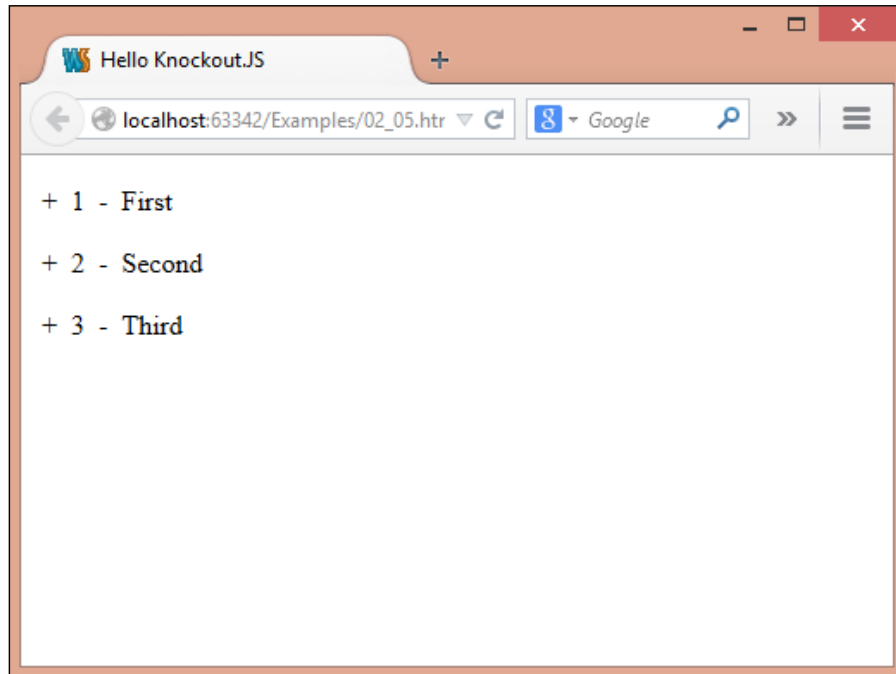 Hello Knockout.JS
localhost:63342/Examples/02_05.htr
Google
+ 1 - First
+ 2 - Second
+ 3 - Third